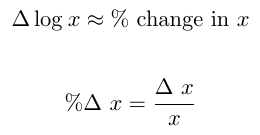 Δ log x ≈ % change in x
%Δ x = Δ x / x